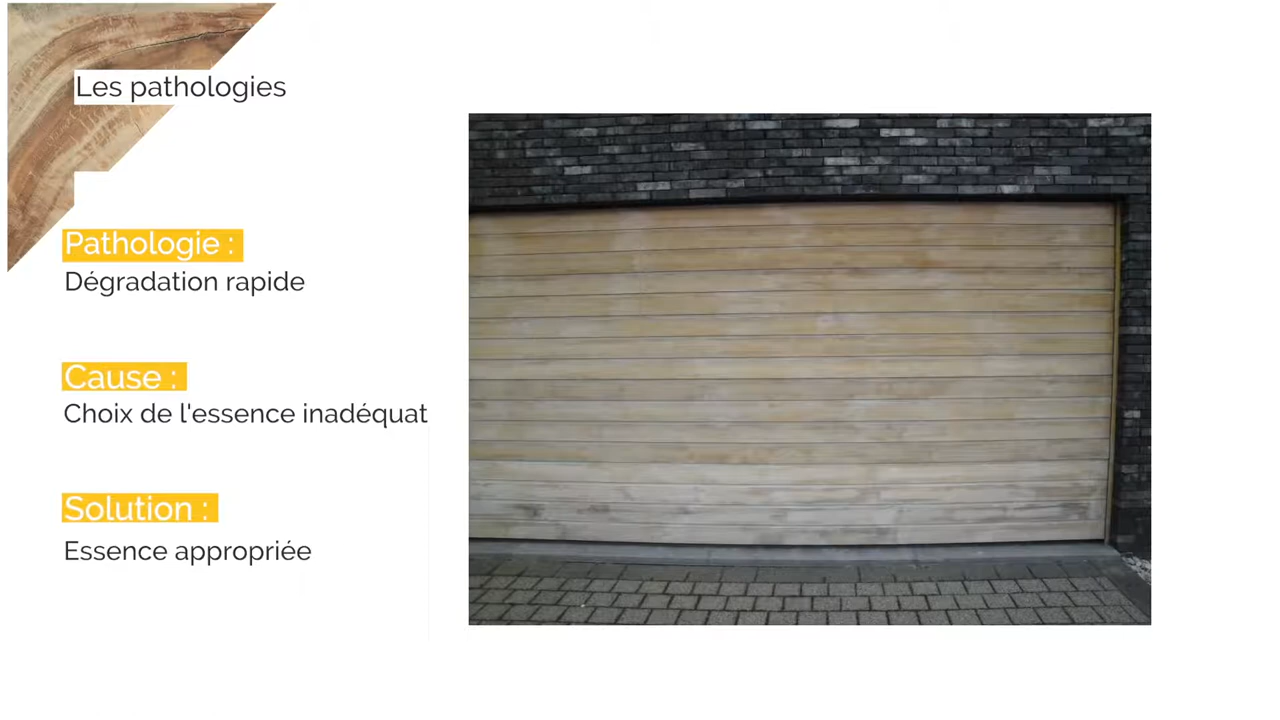 Les pathologies
Pathologie :
Dégradation rapide
Cause :
Choix de l'essence inadéquat
Solution :
Essence appropriée